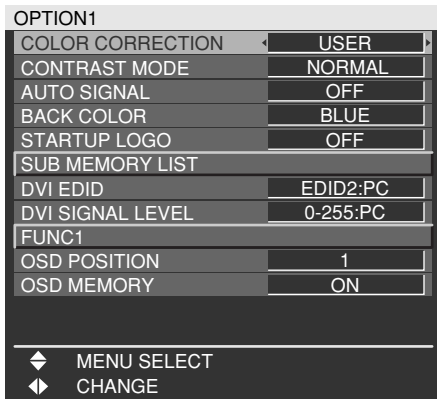 OPTION1
COLOR CORRECTION USER
CONTRAST MODE NORMAL
AUTO SIGNAL OFF
BACK COLOR BLUE
STARTUP LOGO OFF
SUB MEMORY LIST
DVI EDID EDID2:PC
DVI SIGNAL LEVEL 0-255:PC
FUNC1
OSD POSITION 1
OSD MEMORY ON
MENU SELECT
CHANGE